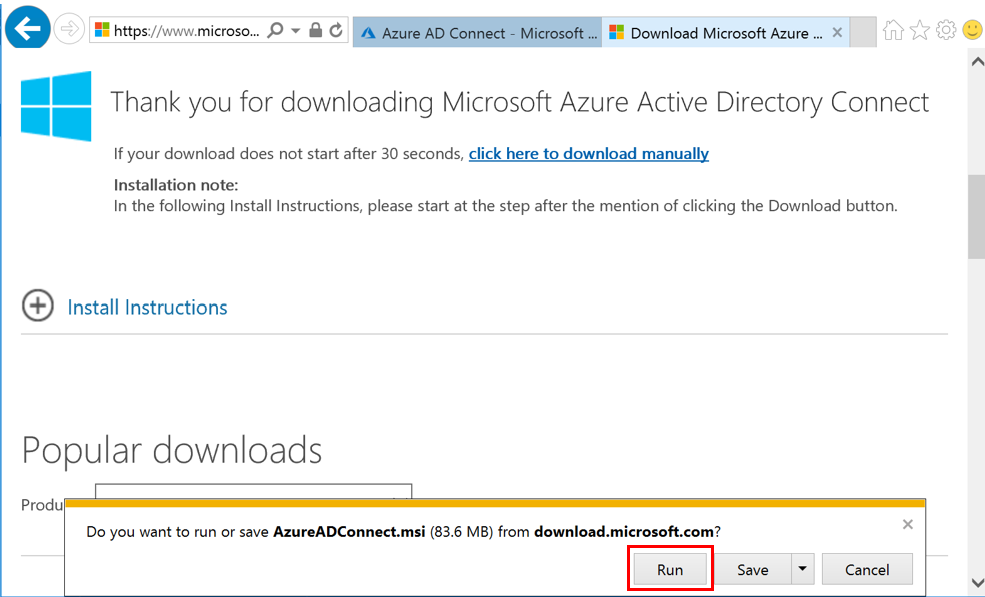 https://www.microso...
Azure AD Connect - Microsoft ...
Download Microsoft Azure ...
Thank you for downloading Microsoft Azure Active Directory Connect
If your download does not start after 30 seconds, click here to download manually
Installation note:
In the following Install Instructions, please start at the step after the mention of clicking the Download button.
Install Instructions
Popular downloads
Produ
Do you want to run or save AzureADConnect.msi (83.6 MB) from download.microsoft.com?
Run
Save
Cancel